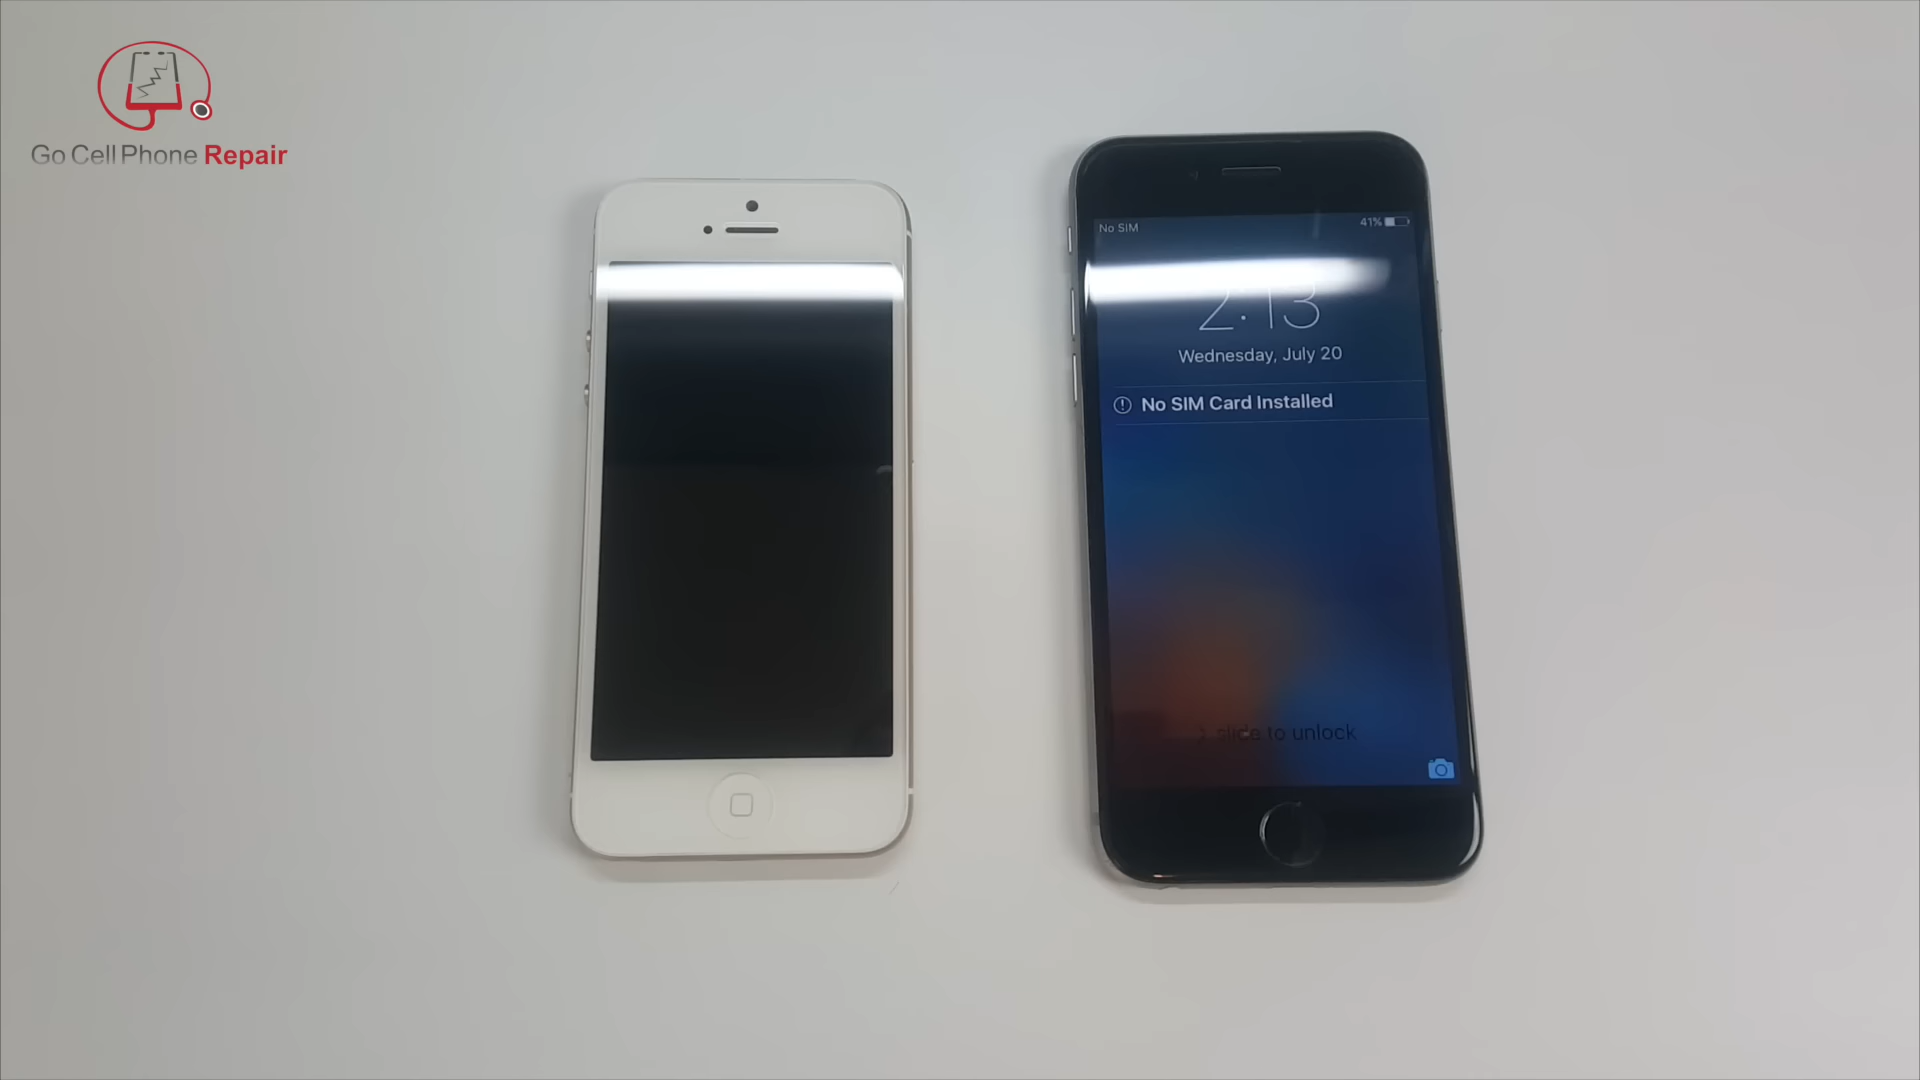 Go Cell Phone Repair
No SIM
41%
2:13
Wednesday, July 20
No SIM Card Installed
slide to unlock